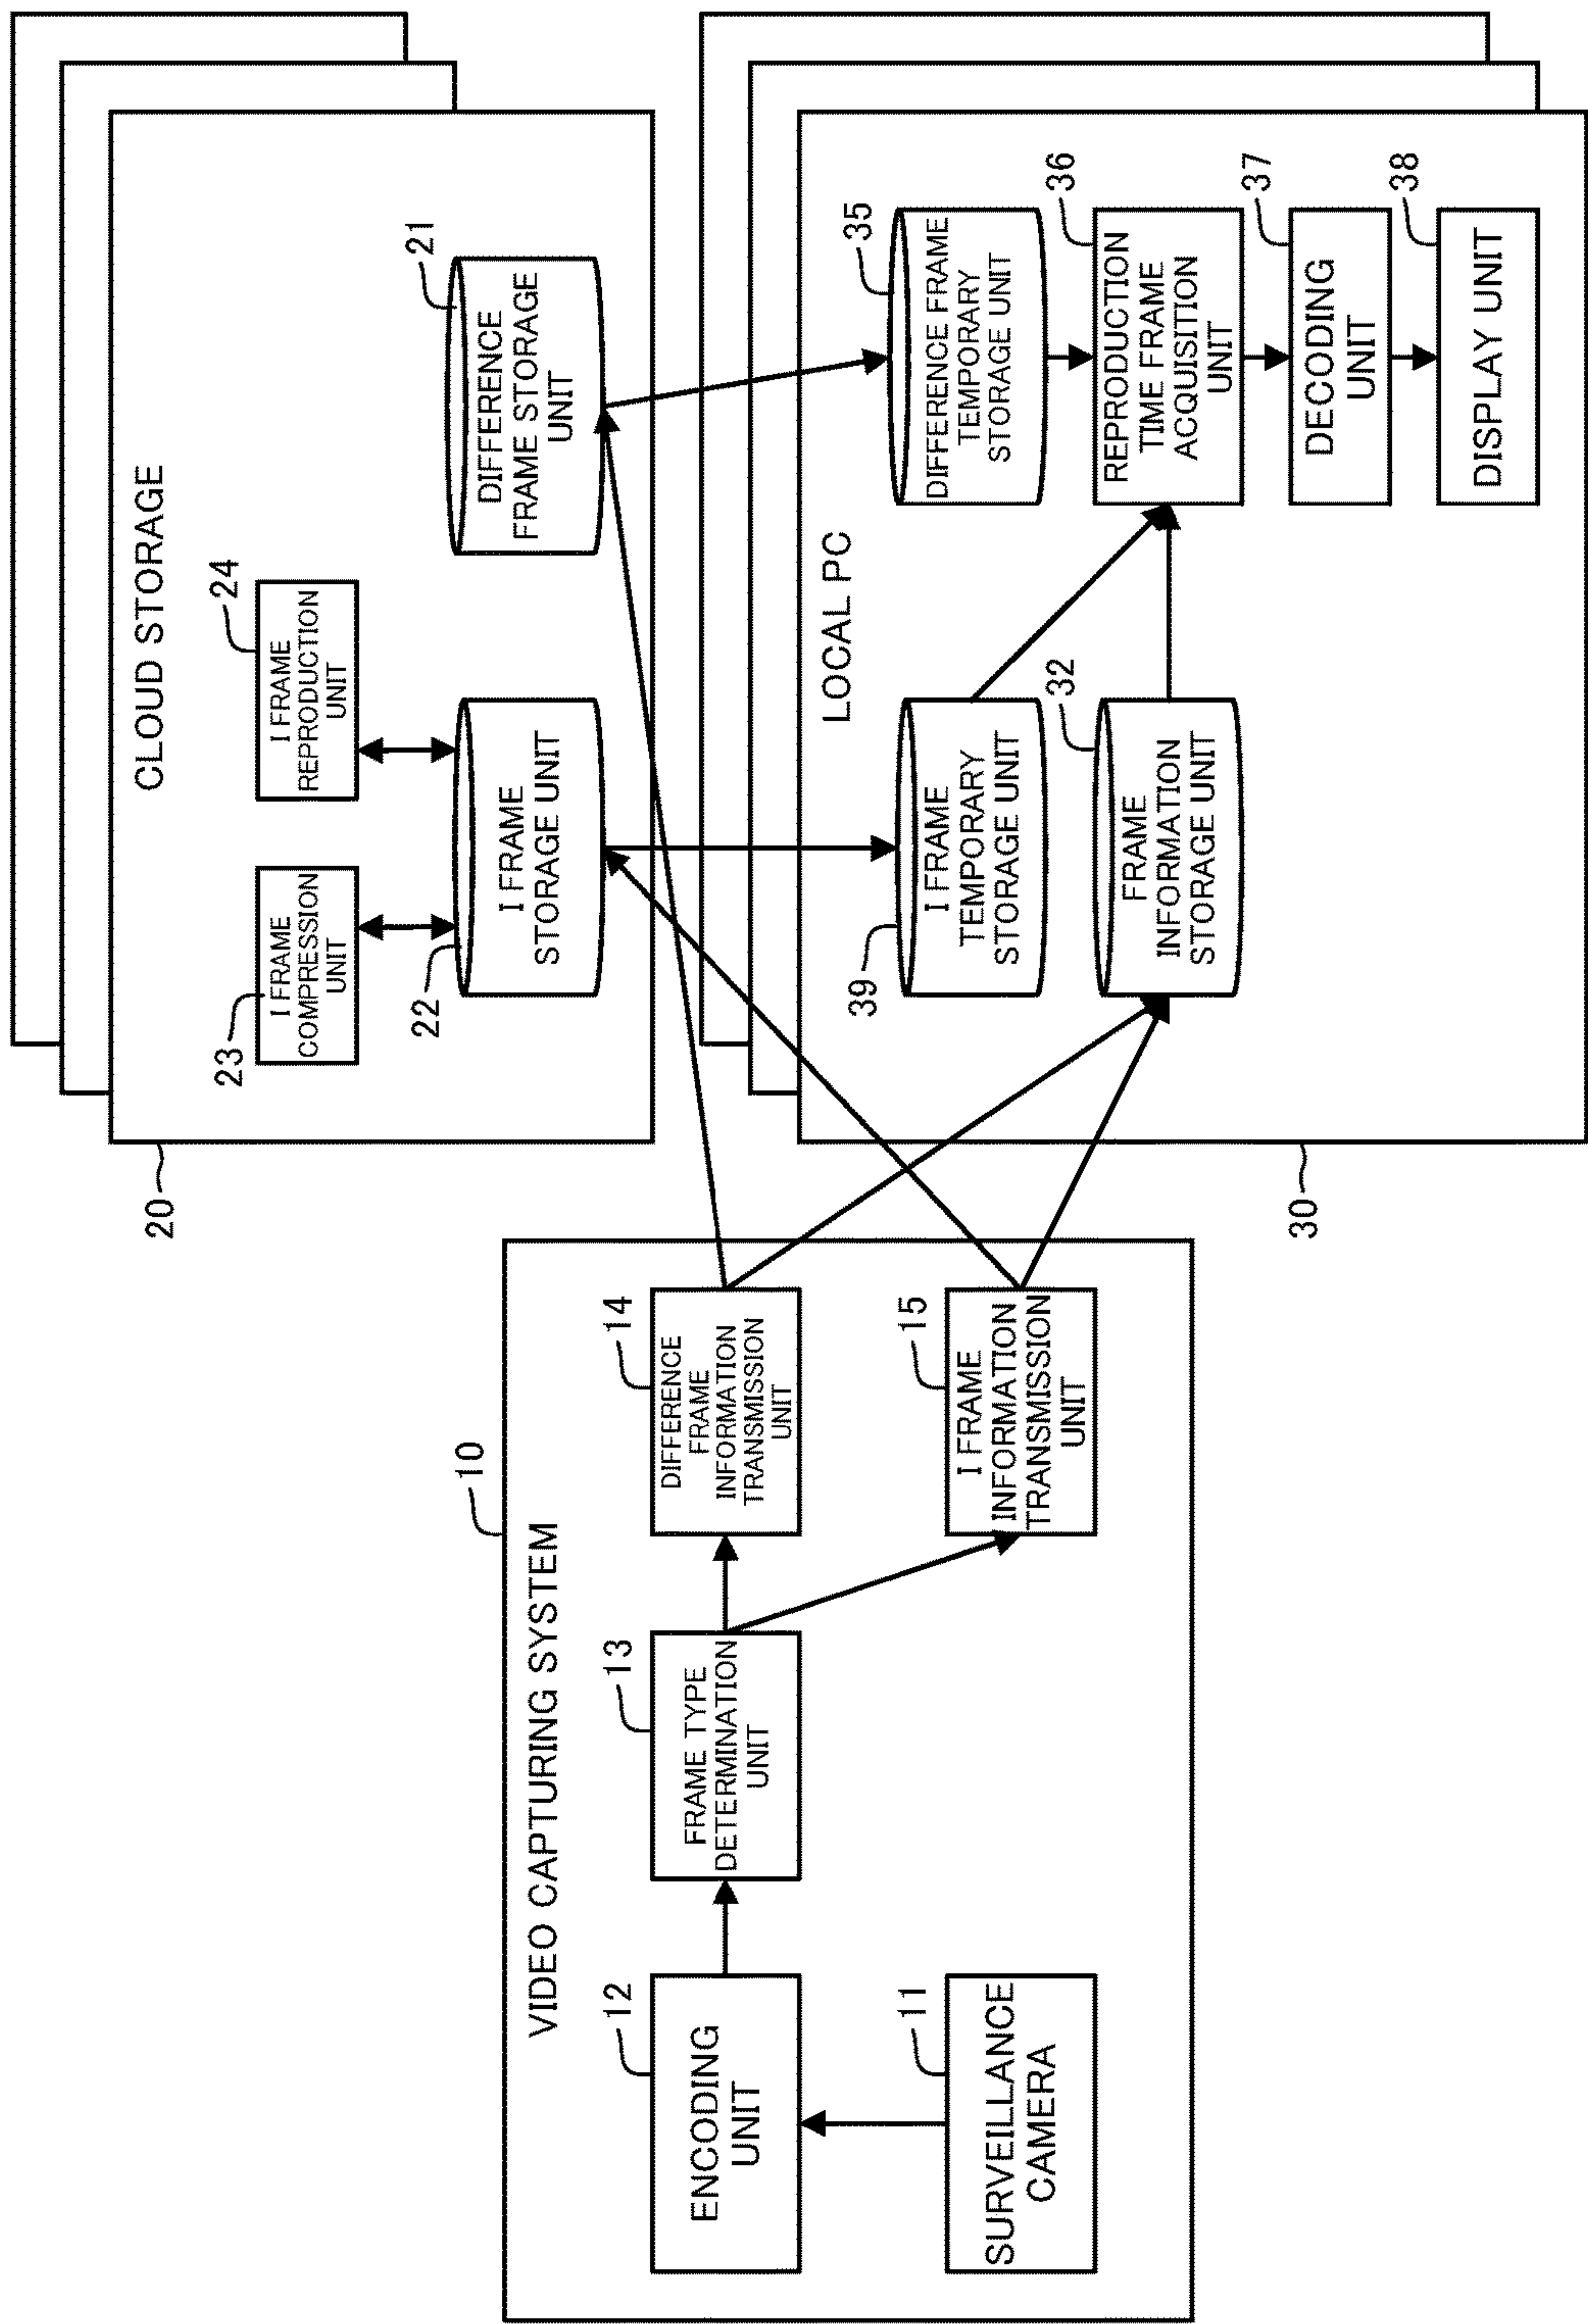 VIDEO CAPTURING SYSTEM
10
ENCODING
UNIT
12
SURVEILLANCE
CAMERA
11
FRAME TYPE
DETERMINATION
UNIT
13
DIFFERENCE
FRAME
INFORMATION
TRANSMISSION
UNIT
14
I FRAME
INFORMATION
TRANSMISSION
UNIT
15
20
CLOUD STORAGE
23
I FRAME
COMPRESSION
UNIT
24
I FRAME
REPRODUCTION
UNIT
22
I FRAME
STORAGE UNIT
21
DIFFERENCE
FRAME STORAGE
UNIT
30
LOCAL PC
39
I FRAME
TEMPORARY
STORAGE UNIT
32
FRAME
INFORMATION
STORAGE UNIT
35
DIFFERENCE FRAME
TEMPORARY
STORAGE UNIT
36
REPRODUCTION
TIME FRAME
ACQUISITION
UNIT
37
DECODING
UNIT
38
DISPLAY UNIT